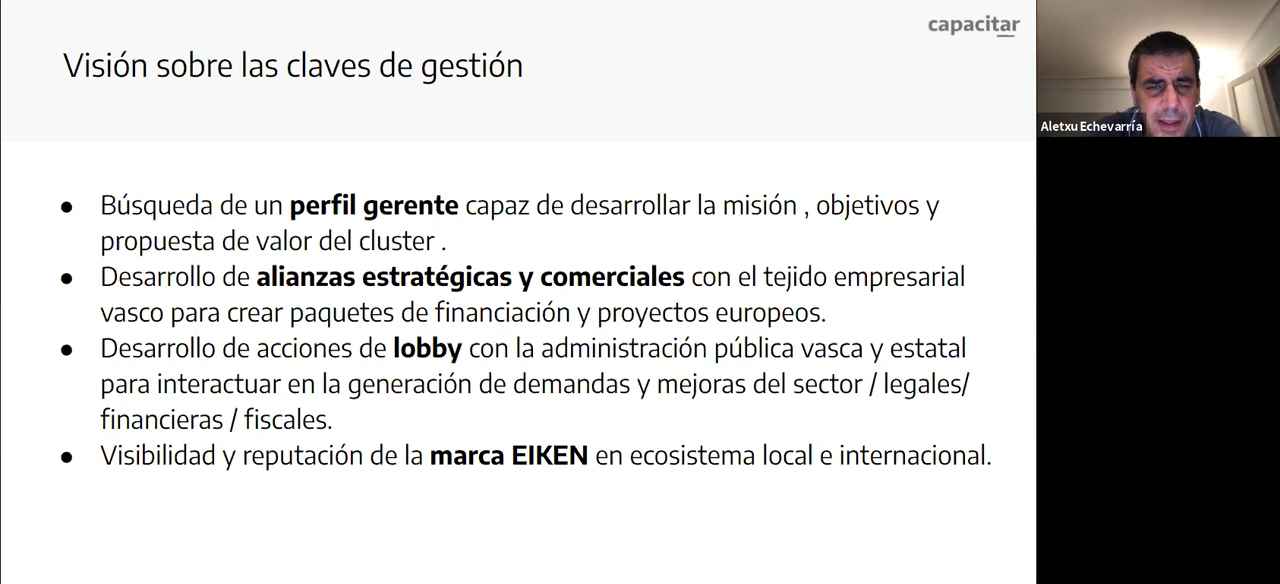 capacitar
Visión sobre las claves de gestión
Aletxu Echevarría
● Búsqueda de un perfil gerente capaz de desarrollar la misión , objetivos y
propuesta de valor del cluster .
● Desarrollo de alianzas estratégicas y comerciales con el tejido empresarial
vasco para crear paquetes de financiación y proyectos europeos.
● Desarrollo de acciones de lobby con la administración pública vasca y estatal
para interactuar en la generación de demandas y mejoras del sector / legales/
financieras / fiscales.
● Visibilidad y reputación de la marca EIKEN en ecosistema local e internacional.